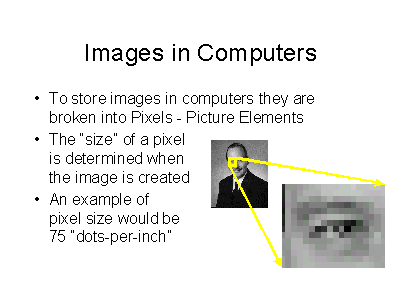 Images in Computers
• To store images in computers they are
broken into Pixels - Picture Elements
• The "size" of a pixel
is determined when
the image is created
• An example of
pixel size would be
75 "dots-per-inch"